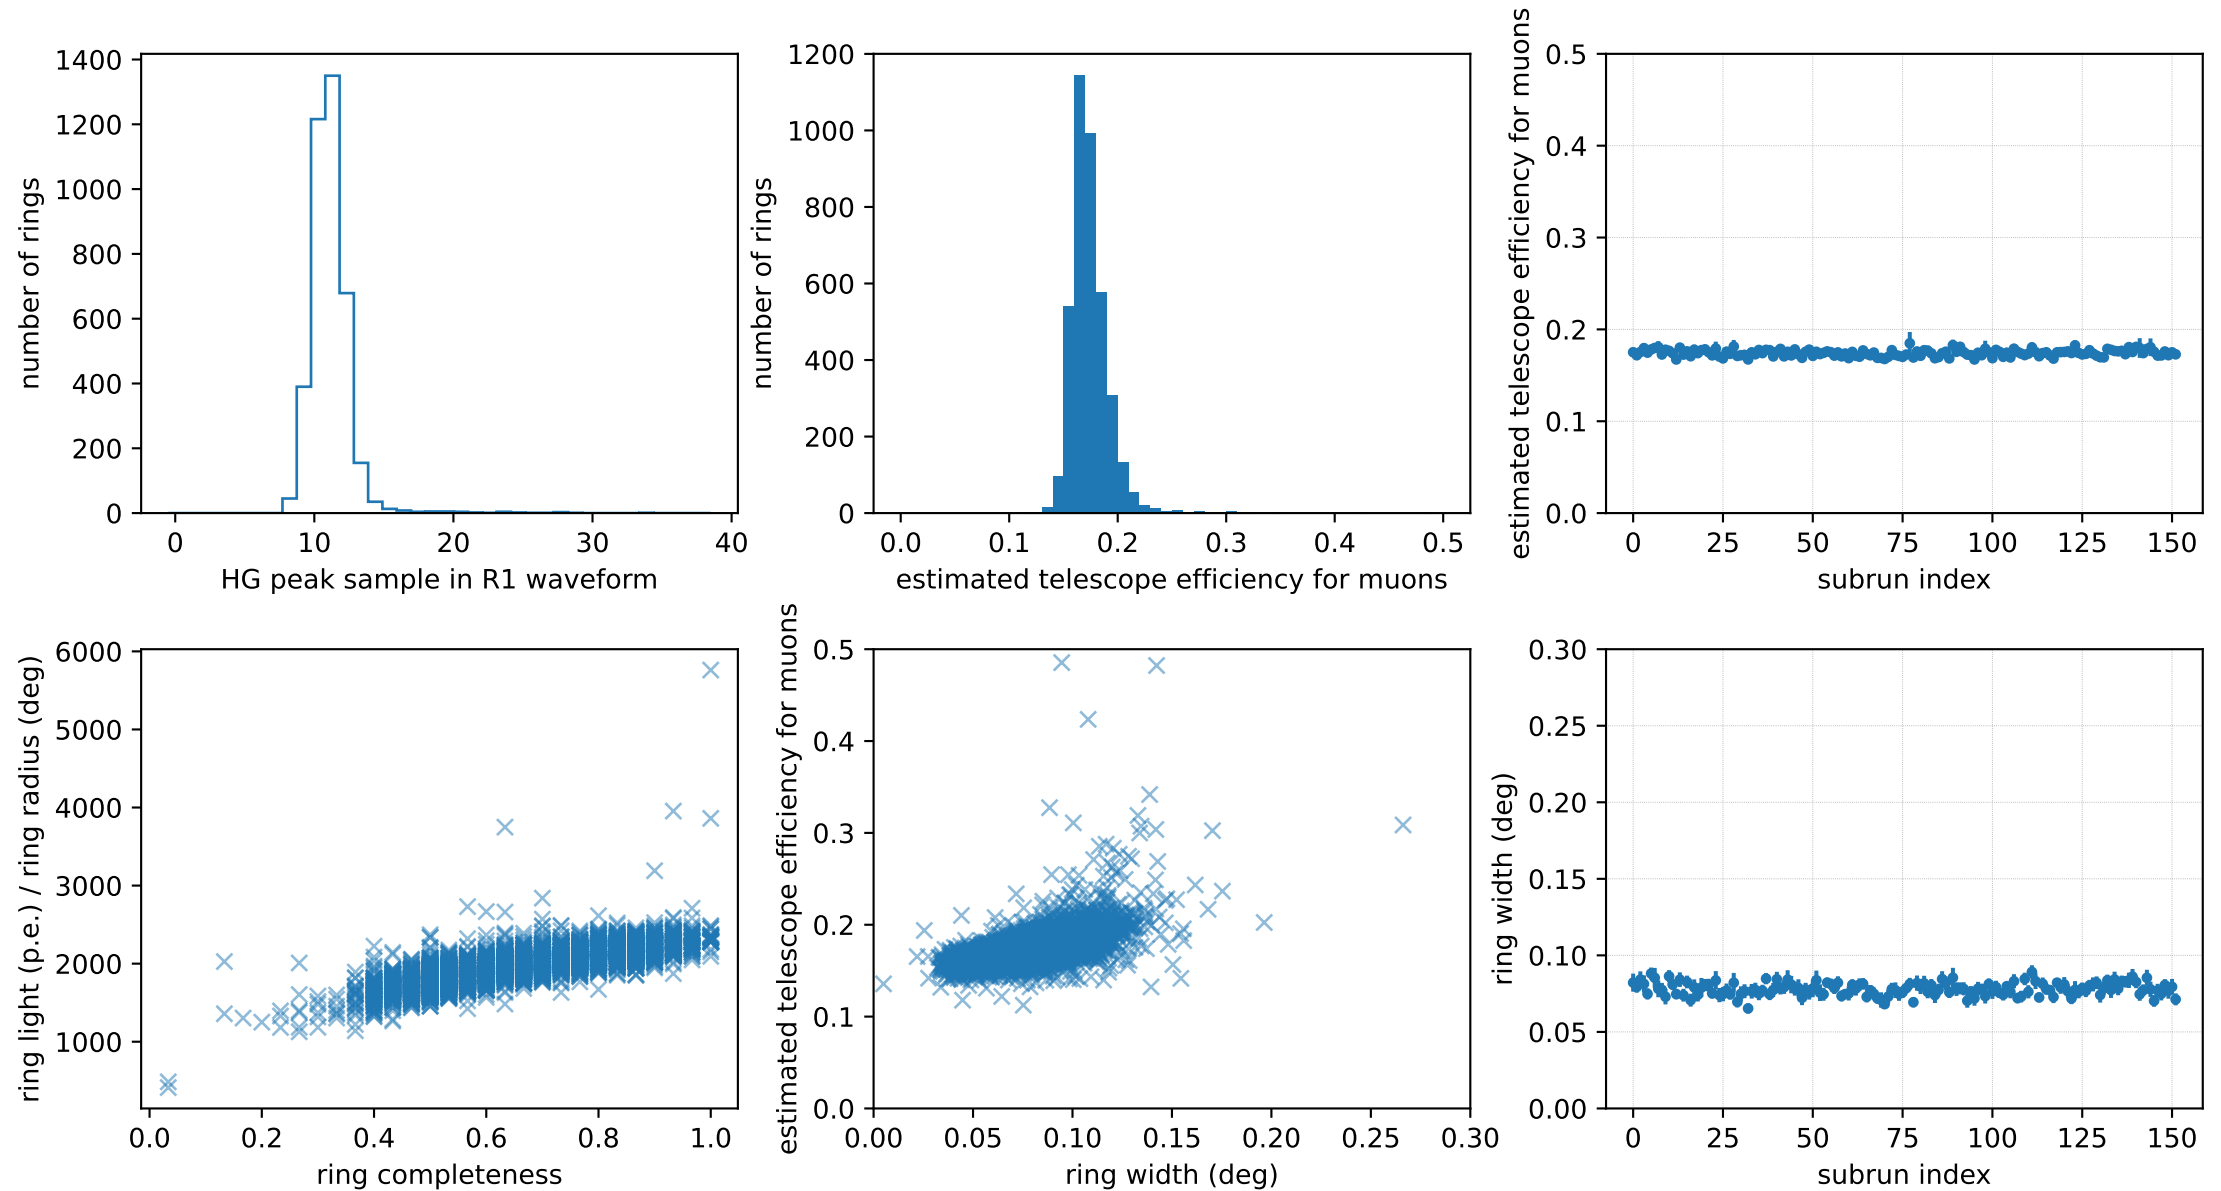 1400
1200
1000
800
600
400
200
0
number of rings
0 10 20 30 40
HG peak sample in R1 waveform
1200
1000
800
600
400
200
0
number of rings
0.0 0.1 0.2 0.3 0.4 0.5
estimated telescope efficiency for muons
0.5
0.4
0.3
0.2
0.1
0.0
estimated telescope efficiency for muons
0 25 50 75 100 125 150
subrun index
6000
5000
4000
3000
2000
1000
ring light (p.e.) / ring radius (deg)
0.0 0.2 0.4 0.6 0.8 1.0
ring completeness
0.5
0.4
0.3
0.2
0.1
0.0
estimated telescope efficiency for muons
0.00 0.05 0.10 0.15 0.20 0.25 0.30
ring width (deg)
0.30
0.25
0.20
0.15
0.10
0.05
0.00
ring width (deg)
0 25 50 75 100 125 150
subrun index